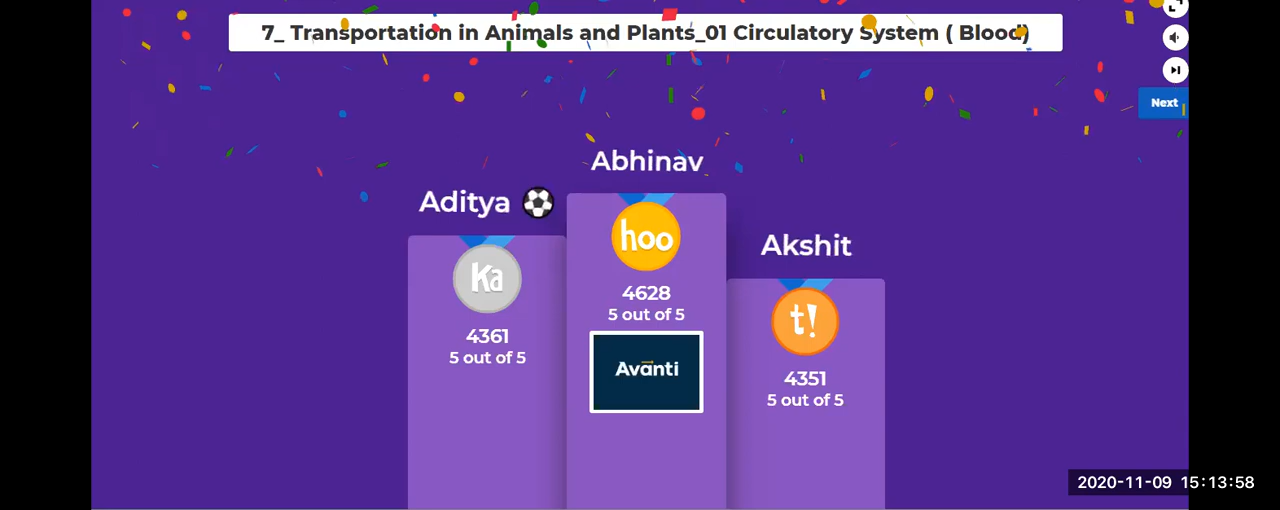 7_ Transportation in Animals and Plants_01 Circulatory System ( Blood)
Next
Abhinav
Aditya
Akshit
hoo
4628
5 out of 5
Avanti
Ka
4361
5 out of 5
t!
4351
5 out of 5
2020-11-09 15:13:58